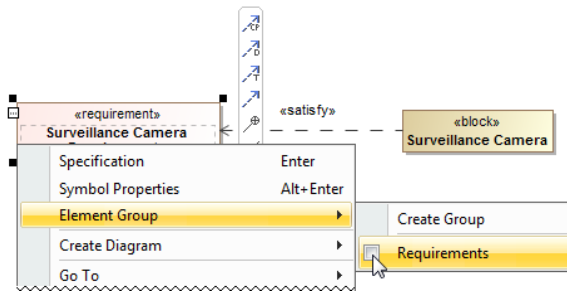 CP
D
T
«satisfy»
«requirement»
Surveillance Camera
«block»
Surveillance Camera
Specification Enter
Symbol Properties Alt+Enter
Element Group
Create Group
Create Diagram
Requirements
Go To